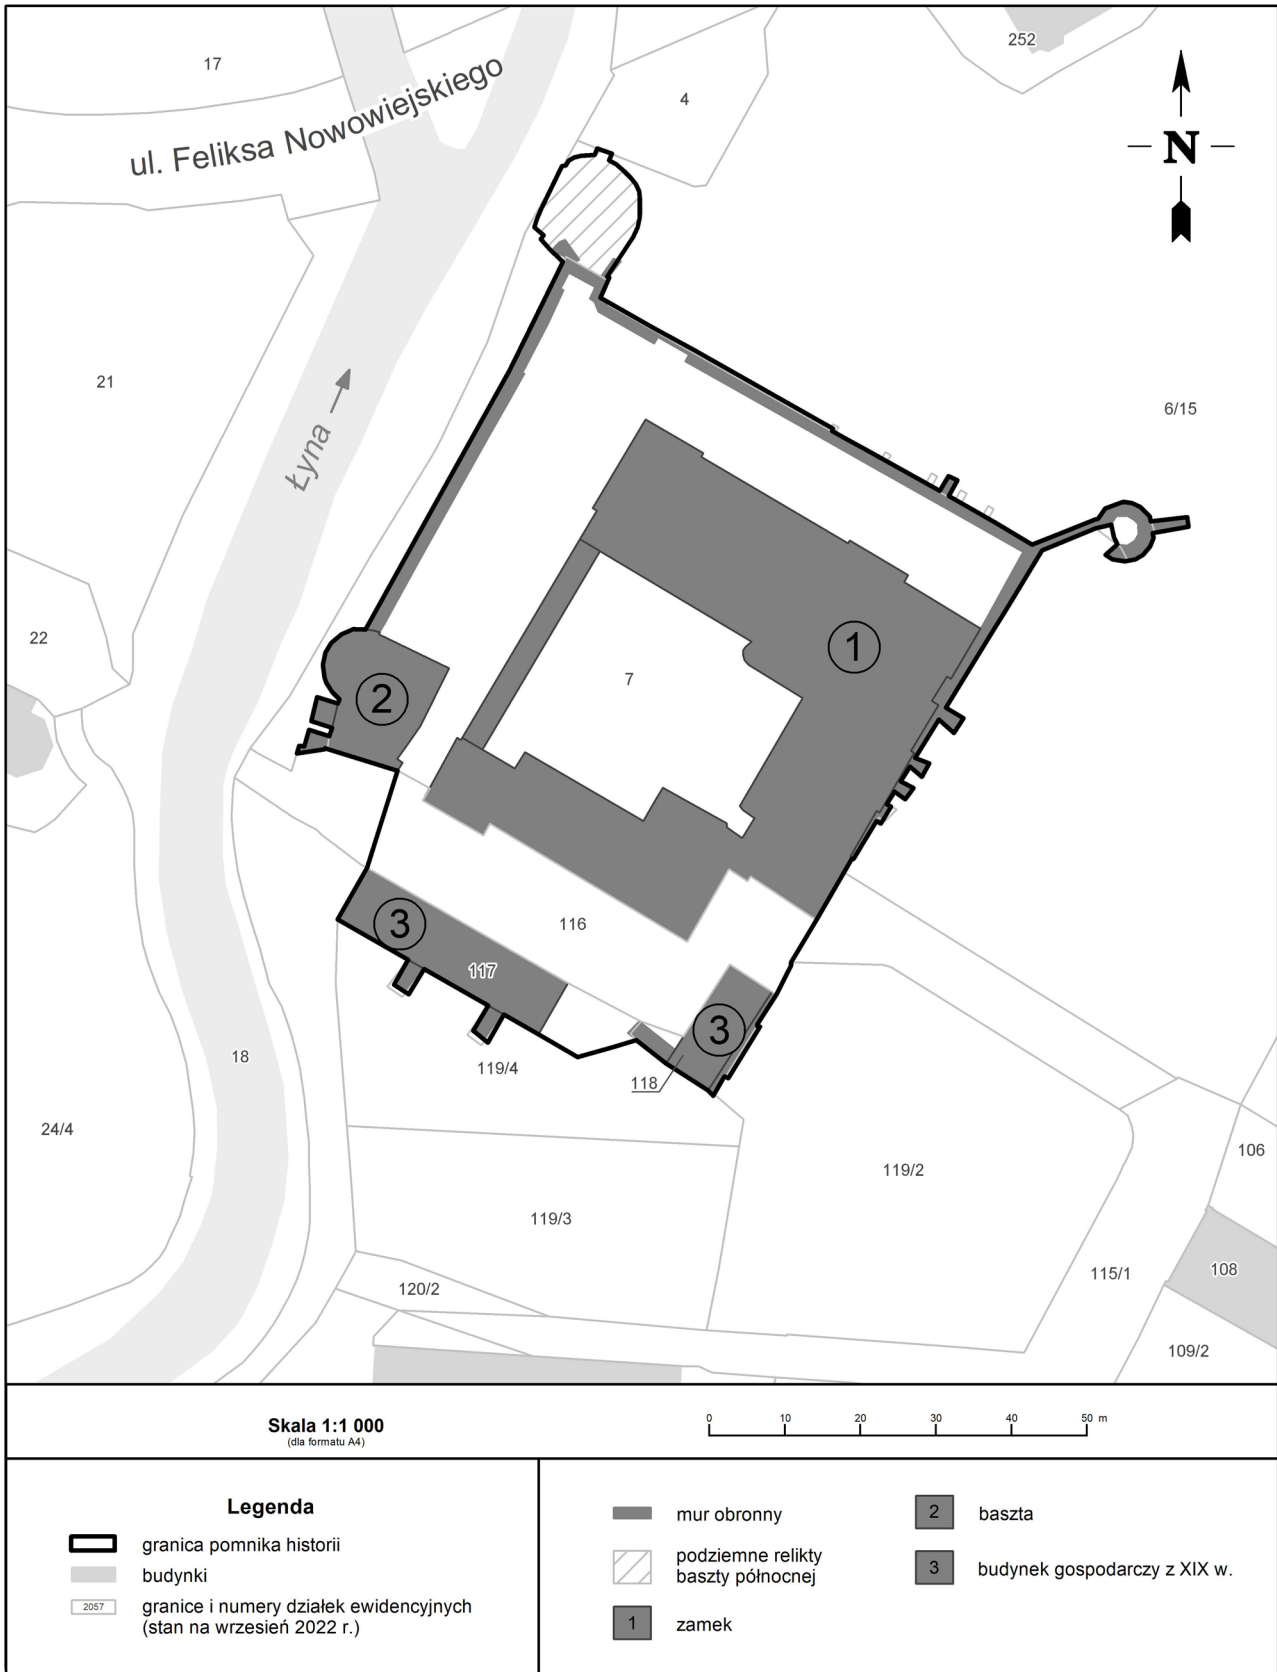 17
252
4
ul. Feliksa Nowowiejskiego
N
21
6/15
Łyna
22
1
7
2
3
116
117
3
18
119/4
118
24/4
106
119/2
119/3
115/1
108
120/2
109/2
Skala 1:1 000
(dla formatu A4)
0 10 20 30 40 50 m
Legenda
granica pomnika historii
budynki
2057
granice i numery działek ewidencyjnych
(stan na wrzesień 2022 r.)
mur obronny
podziemne relikty
baszty północnej
1 zamek
2 baszta
3 budynek gospodarczy z XIX w.